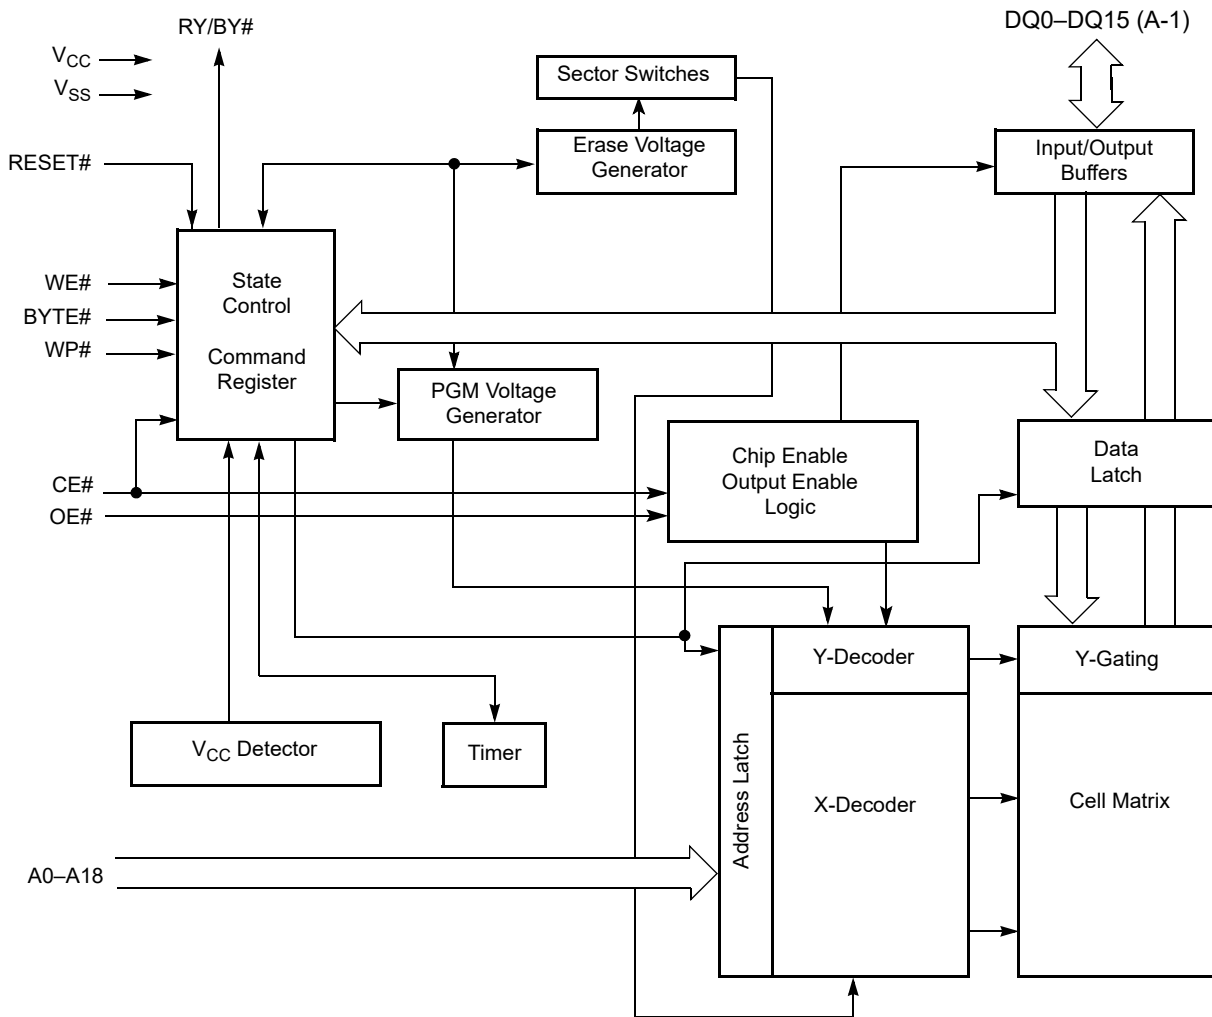 RY/BY#
DQ0–DQ15 (A-1)
VCC
VSS
Sector Switches
RESET#
Erase Voltage
Generator
Input/Output
Buffers
WE#
BYTE#
WP#
State
Control
Command
Register
PGM Voltage
Generator
CE#
OE#
Chip Enable
Output Enable
Logic
Data
Latch
Y-Decoder
Y-Gating
VCC Detector
Timer
Address Latch
X-Decoder
Cell Matrix
A0–A18